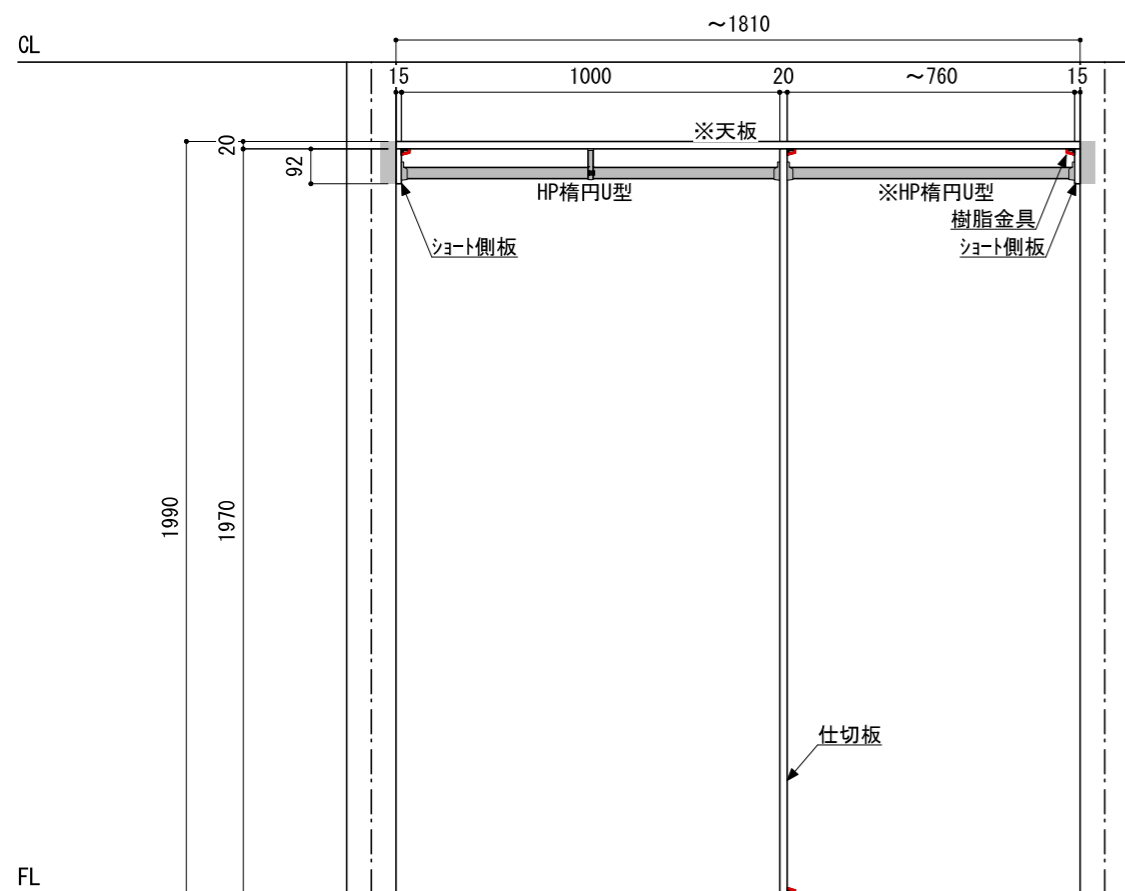 ～1810
CL
15
1000
20
～760
15
※天板
20
92
HP楕円U型
※HP楕円U型
樹脂金具
ｼｮｰﾄ側板
ｼｮｰﾄ側板
1990
1970
仕切板
FL